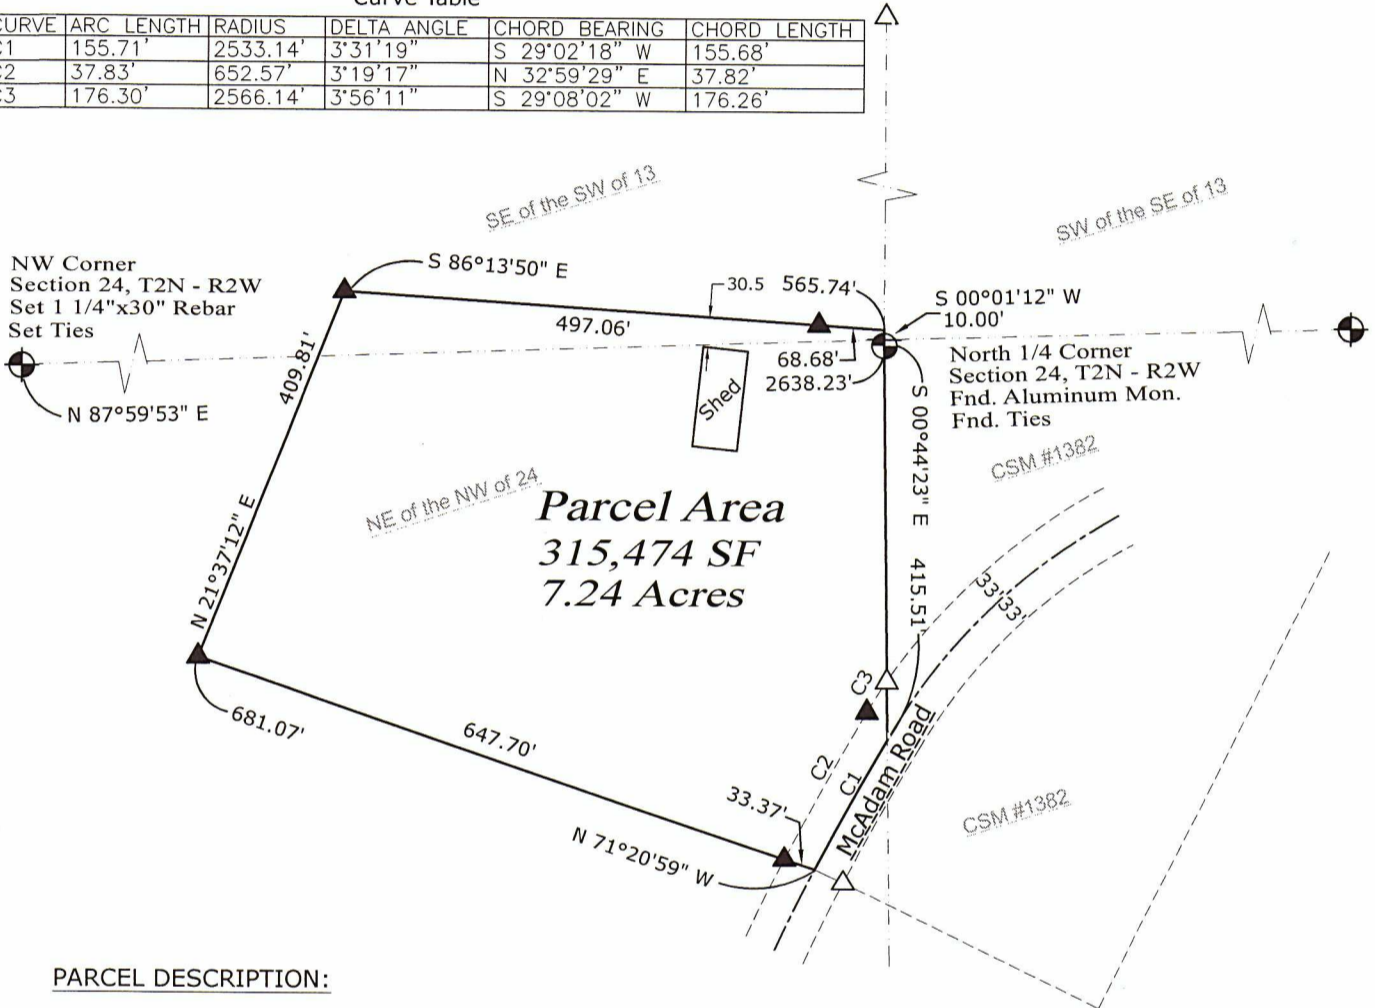 CURVE ARC LENGTH RADIUS DELTA ANGLE CHORD BEARING CHORD LENGTH
155.71' 2533.14' 3°31'19" S 29°02'18" W 155.68'
37.83' 652.57' 3°19'17" N 32°59'29" E 37.82'
176.30' 2566.14' 3°56'11" S 29°08'02" W 176.26'
SE of the SW of 13
SW of the SE of 13
NW Corner
Section 24, T2N - R2W
Set 1 1/4"x30" Rebar
Set Ties
N 87°59'53" E
S 86°13'50" E
30.5
565.74'
S 00°01'12" W
10.00'
497.06'
68.68'
2638.23'
North 1/4 Corner
Section 24, T2N - R2W
Fnd. Aluminum Mon.
Fnd. Ties
409.81'
N 21°37'12" E
Shed
S 00°44'23" E 415.51'
CSM #1382
NE of the NW of 24
Parcel Area
315,474 SF
7.24 Acres
33' 33'
C3
C2
C1
McAdam Road
681.07'
647.70'
33.37'
N 71°20'59" W
CSM #1382
PARCEL DESCRIPTION: